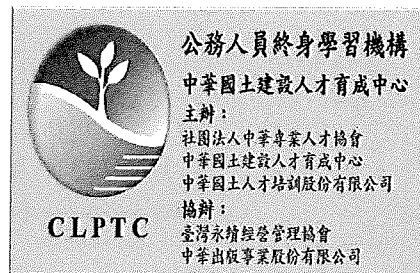 公務人員終身學習機構
中華國土建設人才育成中心
主辦：
社團法人中華專業人才協會
中華國土建設人才育成中心
中華國土人才培訓股份有限公司
協辦：
臺灣永續經營管理協會
中華出版事業股份有限公司
CLPTC